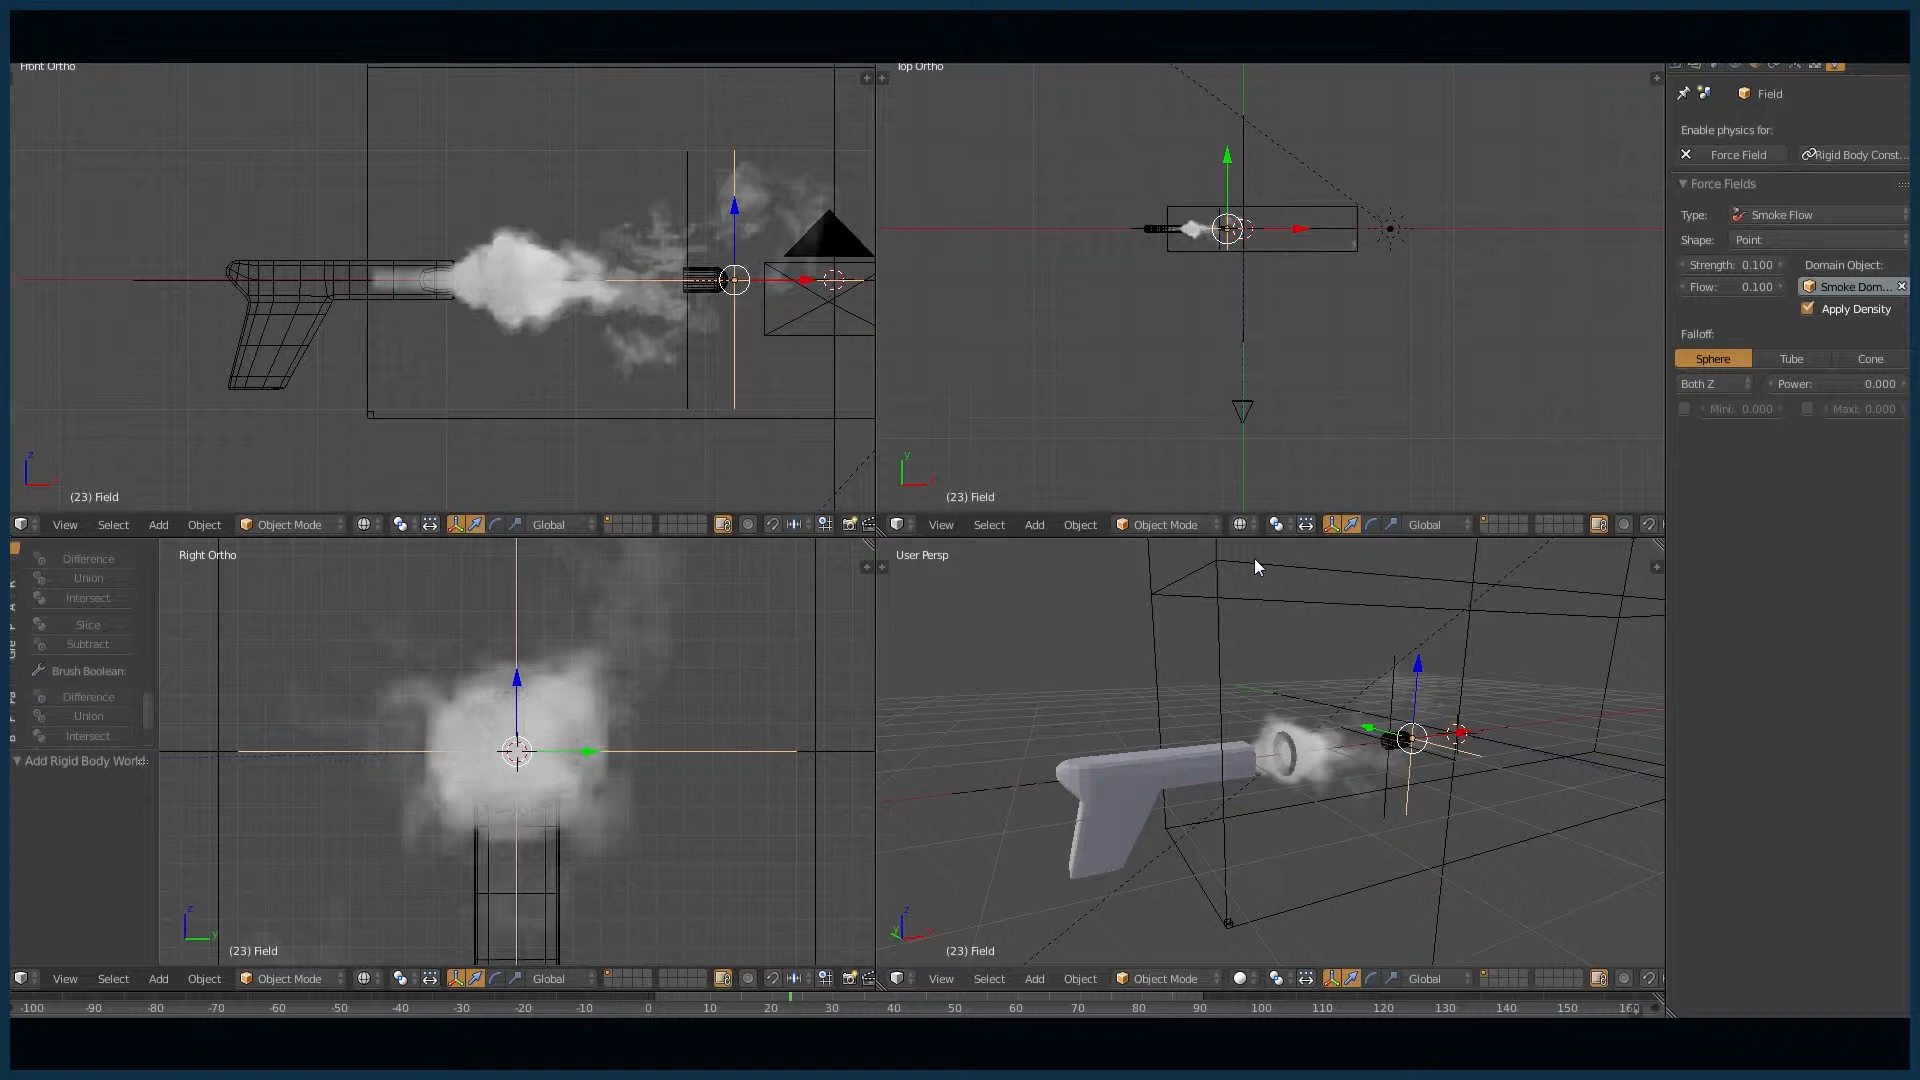 Front Ortho
(23) Field
View Select Add Object Object Mode Global
Top Ortho
(23) Field
View Select Add Object Object Mode Global
Field
Enable physics for:
Force Field Rigid Body Const...
Force Fields
Type: Smoke Flow
Shape: Point
Strength: 0.100 Domain Object:
Flow: 0.100 Smoke Dom...
Apply Density
Falloff:
Sphere Tube Cone
Both Z Power: 0.000
Mini: 0.000 Maxi: 0.000
Difference
Union
Intersect
Slice
Subtract
Brush Boolean:
Difference
Union
Intersect
Add Rigid Body World
Right Ortho
z
y
(23) Field
View Select Add Object Object Mode Global
User Persp
(23) Field
View Select Add Object Object Mode Global
-100 -90 -80 -70 -60 -50 -40 -30 -20 -10 0 10 20 30 40 50 60 70 80 90 100 110 120 130 140 150 160